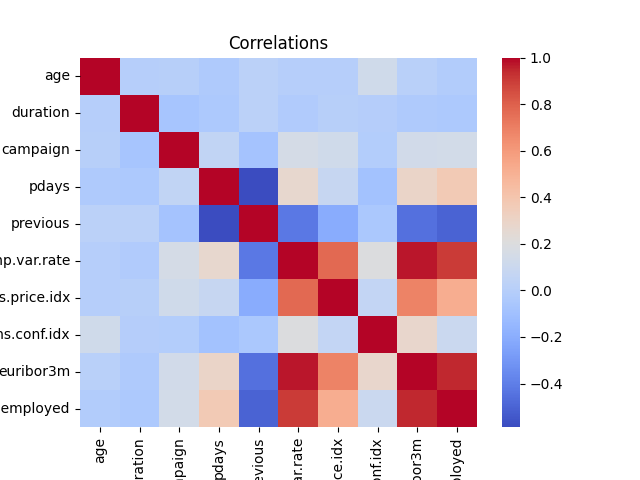 Correlations
age
duration
campaign
pdays
previous
np.var.rate
s.price.idx
ns.conf.idx
euribor3m
employed
age
ration
paign
pdays
evious
ar.rate
ce.idx
onf.idx
bor3m
ployed
1.0
0.8
0.6
0.4
0.2
0.0
−0.2
−0.4